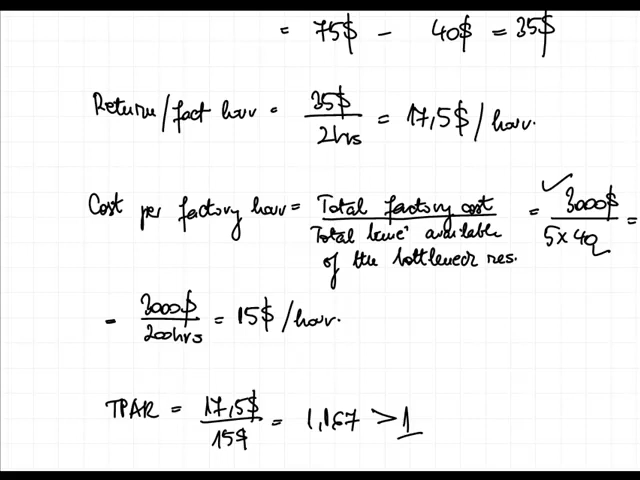 = 75$ - 40$ = 35$
Return/fact hour = 35$ / 2hrs = 17,5$/hour.
Cost per factory hour = Total factory cost / Total time available of the bottleneck res. = 3000$ / 5x40 =
= 3000$ / 200hrs = 15$/hour.
TPAR = 17,5$ / 15$ = 1,167 > 1